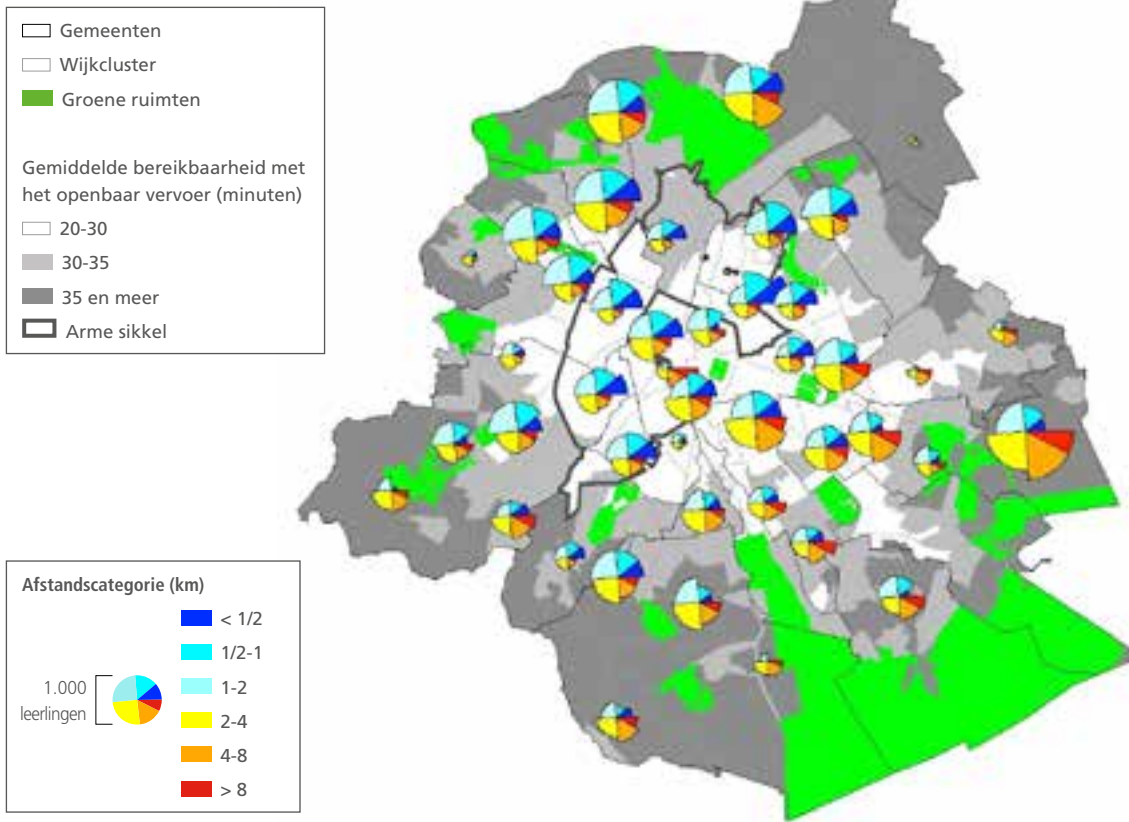 Gemeenten
Wijkcluster
Groene ruimten
Gemiddelde bereikbaarheid met
het openbaar vervoer (minuten)
20-30
30-35
35 en meer
Arme sikkel
Afstandscategorie (km)
< 1/2
1/2-1
1-2
2-4
4-8
> 8
1.000
leerlingen